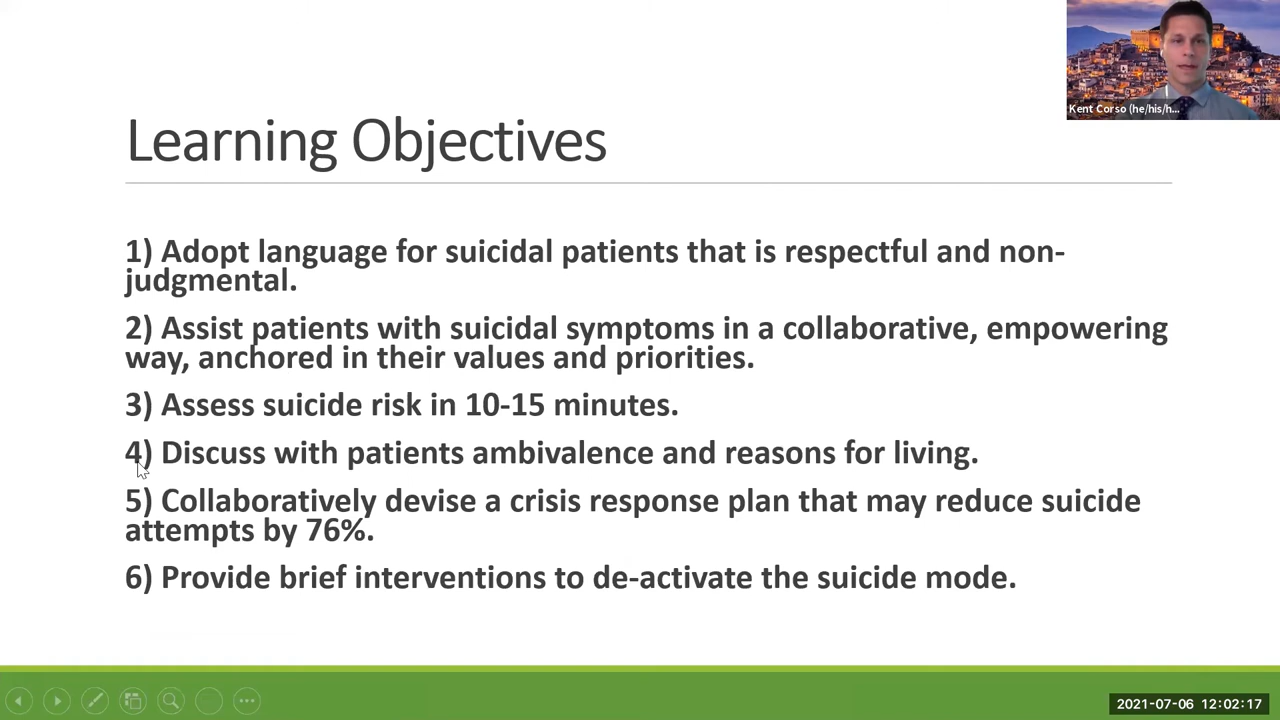 Kent Corso (he/his/h...
Learning Objectives
1) Adopt language for suicidal patients that is respectful and non-
judgmental.
2) Assist patients with suicidal symptoms in a collaborative, empowering
way, anchored in their values and priorities.
3) Assess suicide risk in 10-15 minutes.
4) Discuss with patients ambivalence and reasons for living.
5) Collaboratively devise a crisis response plan that may reduce suicide
attempts by 76%.
6) Provide brief interventions to de-activate the suicide mode.
2021-07-06 12:02:17